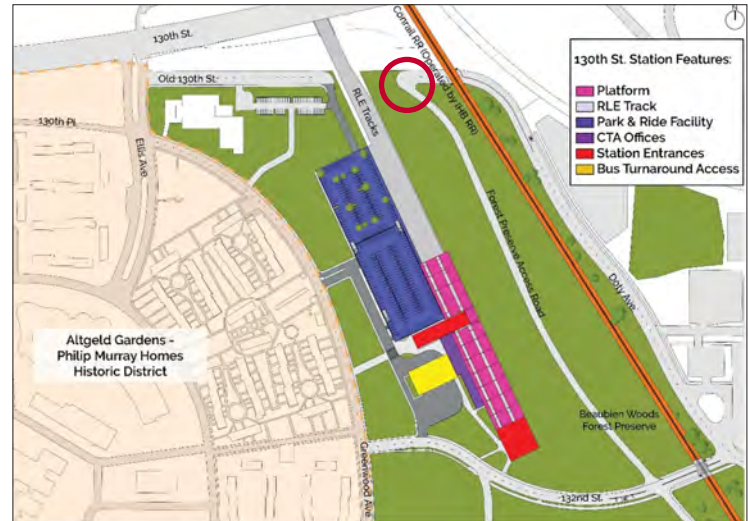 130th St.
N
Conrail RR (Operated by IHB RR)
130th St. Station Features:
Platform
RLE Track
Park & Ride Facility
CTA Offices
Station Entrances
Bus Turnaround Access
Old 130th St.
RLE Tracks
130th Pl.
Ellis Ave.
Forest Preserve Access Road
Doty Ave.
Altgeld Gardens -
Philip Murray Homes
Historic District
Beaubien Woods
Forest Preserve
Greenwood Ave.
132nd St.